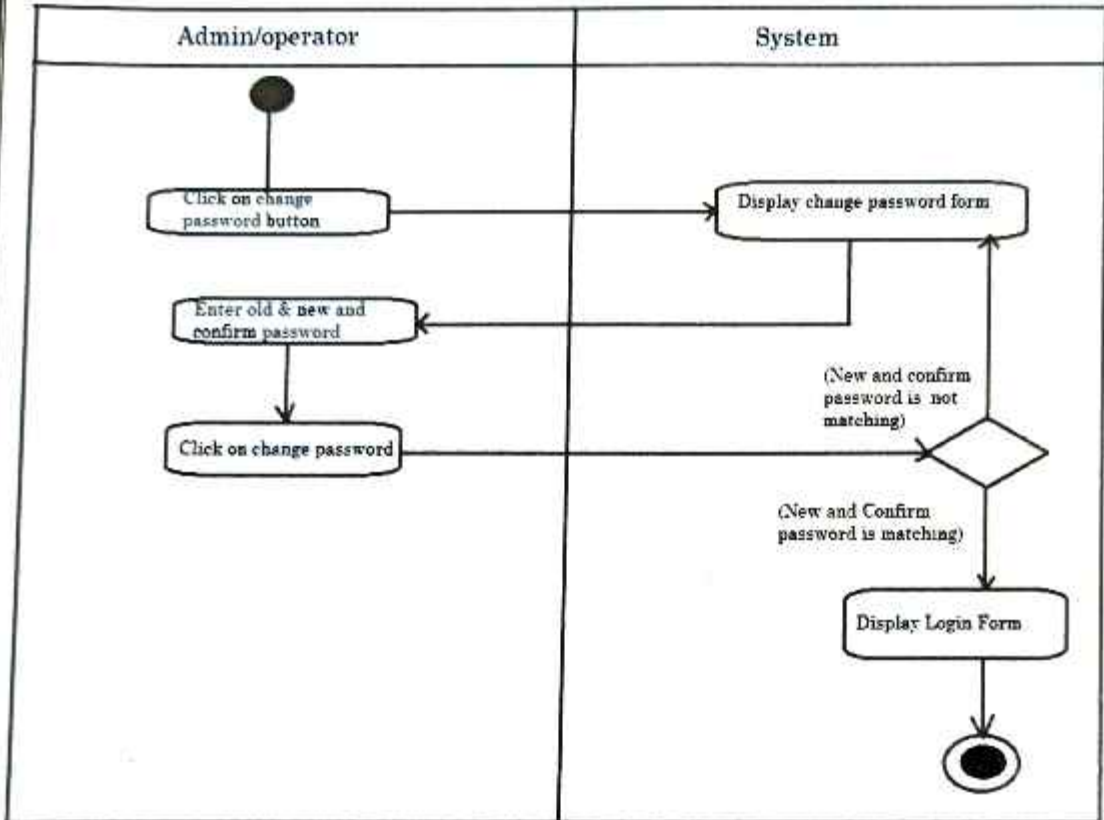 Admin/operator
System
Click on change
password button
Display change password form
Enter old & new and
confirm password
(New and confirm
password is not
matching)
Click on change password
(New and Confirm
password is matching)
Display Login Form